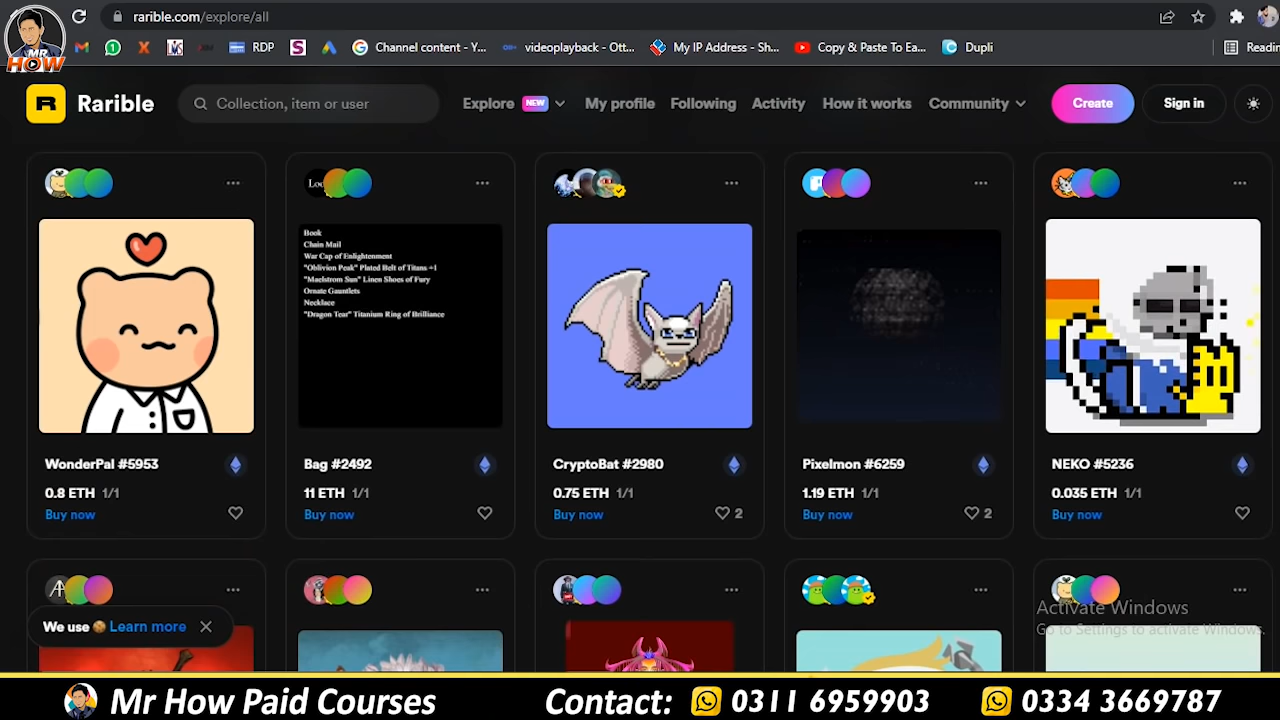 rarible.com/explore/all
MR
HOW
RDP
Channel content - Y...
videoplayback - Ott...
My IP Address - Sh...
Copy & Paste To Ea...
Dupli
Readin
R Rarible
Collection, item or user
Explore NEW
My profile
Following
Activity
How it works
Community
Create
Sign in
Book
Chain Mail
War Cap of Enlightenment
"Oblivion Peak" Plated Belt of Titans +1
"Maelstrom Sun" Linen Shoes of Fury
Ornate Gauntlets
Necklace
"Dragon Tear" Titanium Ring of Brilliance
WonderPal #5953
0.8 ETH 1/1
Buy now
Bag #2492
11 ETH 1/1
Buy now
CryptoBat #2980
0.75 ETH 1/1
Buy now
2
Pixelmon #6259
1.19 ETH 1/1
Buy now
2
NEKO #5236
0.035 ETH 1/1
Buy now
We use Learn more
Activate Windows
Go to Settings to activate Windows.
Mr How Paid Courses
Contact: 0311 6959903 0334 3669787